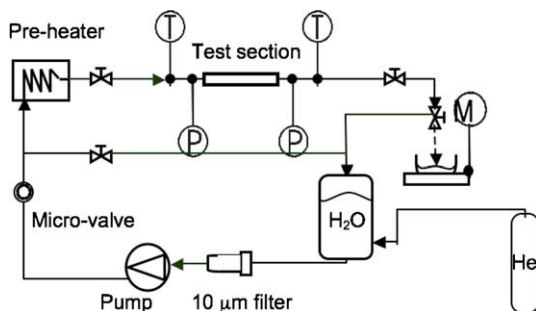 Pre-heater
T
T
Test section
P
P
M
Micro-valve
H₂O
He
Pump
10 µm filter